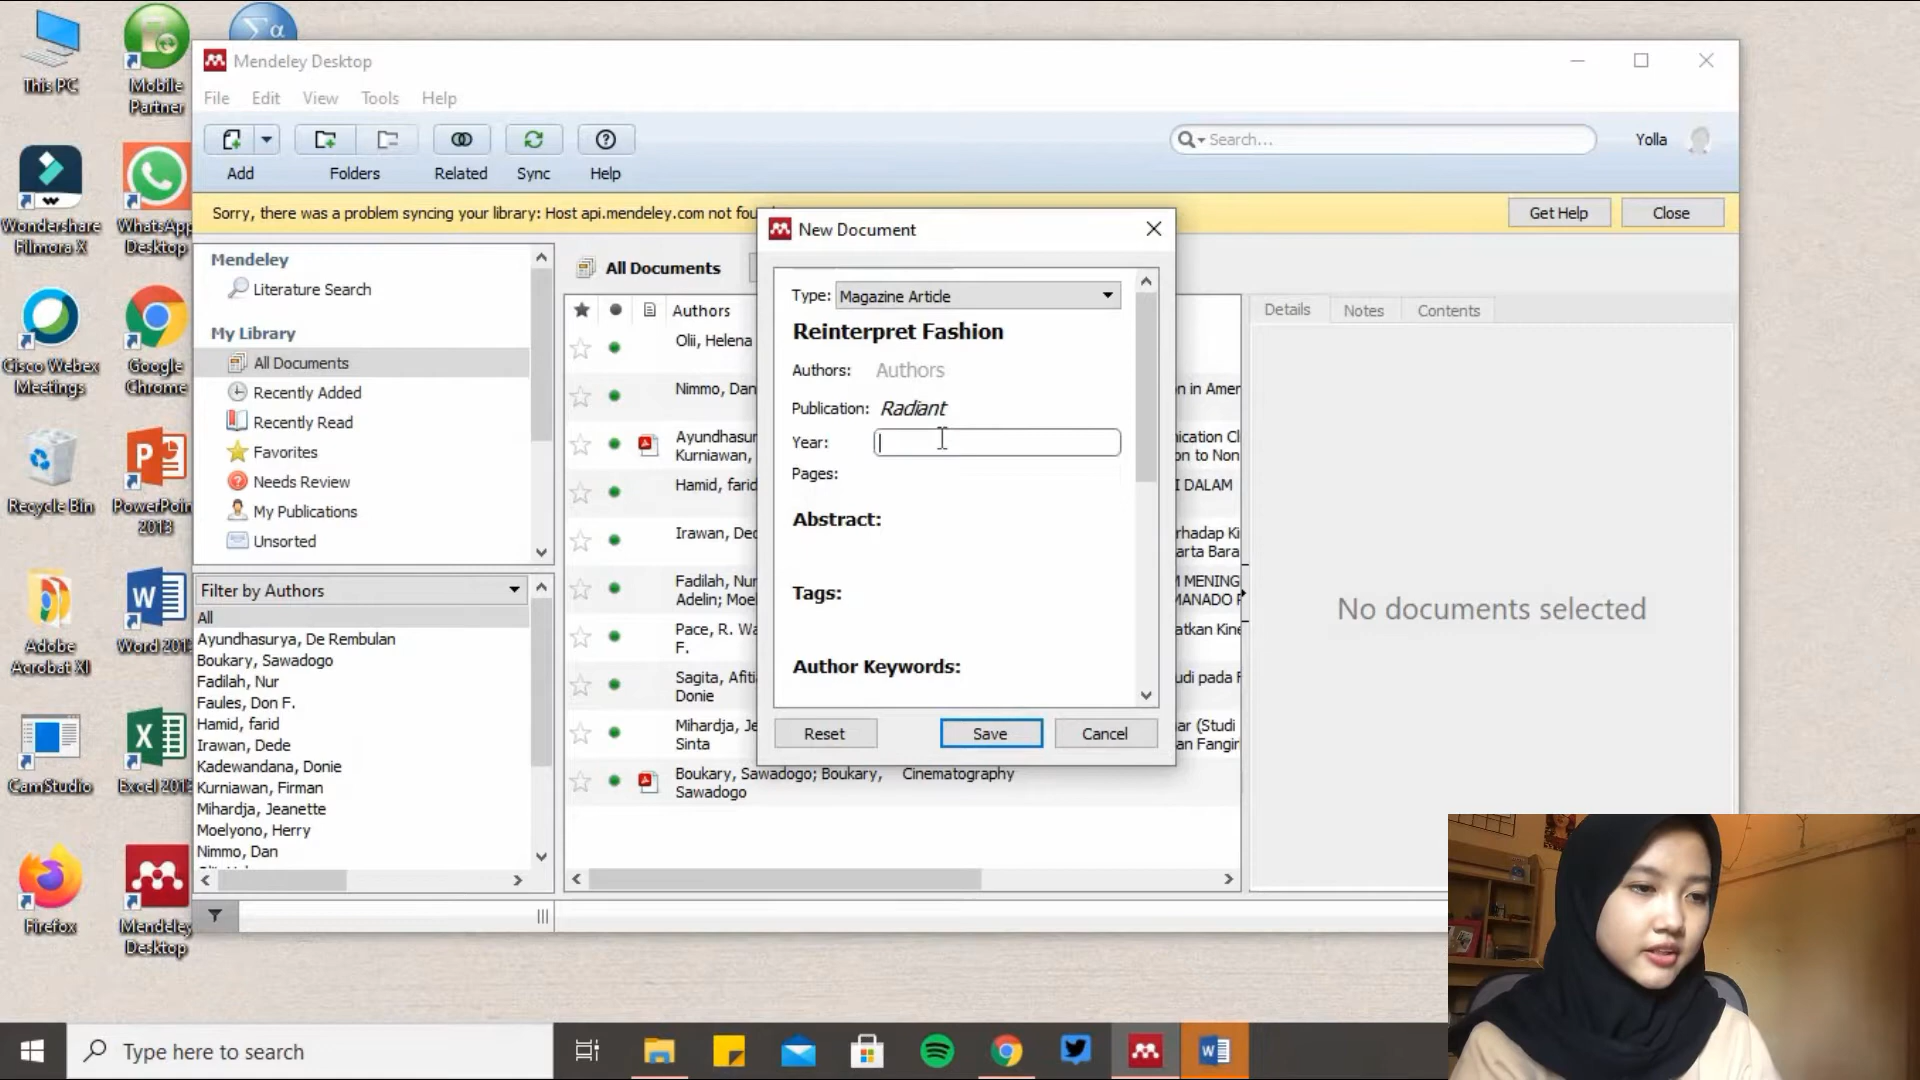 This PC
Mobile
Partner
Wondershare
Filmora X
WhatsApp
Desktop
Cisco Webex
Meetings
Google
Chrome
Recycle Bin
PowerPoint
2013
Adobe
Acrobat XI
Word 201
CamStudio
Excel 201
Firefox
Mendeley
Desktop
Mendeley Desktop
File Edit View Tools Help
Add
Folders
Related
Sync
Help
Search...
Yolla
Sorry, there was a problem syncing your library: Host api.mendeley.com not fou
Get Help
Close
Mendeley
Literature Search
My Library
All Documents
Recently Added
Recently Read
Favorites
Needs Review
My Publications
Unsorted
Filter by Authors
All
Ayundhasurya, De Rembulan
Boukary, Sawadogo
Fadilah, Nur
Faules, Don F.
Hamid, farid
Irawan, Dede
Kadewandana, Donie
Kurniawan, Firman
Mihardja, Jeanette
Moelyono, Herry
Nimmo, Dan
All Documents
Authors
Olii, Helena
Nimmo, Dan
n in Amer
Ayundhasur
Kurniawan,
ication Cl
on to Non
Hamid, farid
I DALAM
Irawan, Ded
rhadap Ki
arta Bara
Fadilah, Nur
Adelin; Moel
M MENING
MANADO F
Pace, R. Wa
F.
atkan Kine
Sagita, Afiti
Donie
udi pada F
Mihardja, Je
Sinta
ar (Studi
an Fangir
Boukary, Sawadogo; Boukary,
Sawadogo
Cinematography
New Document
Type: Magazine Article
Reinterpret Fashion
Authors: Authors
Publication: Radiant
Year:
Pages:
Abstract:
Tags:
Author Keywords:
Reset
Save
Cancel
Details Notes Contents
No documents selected
Type here to search